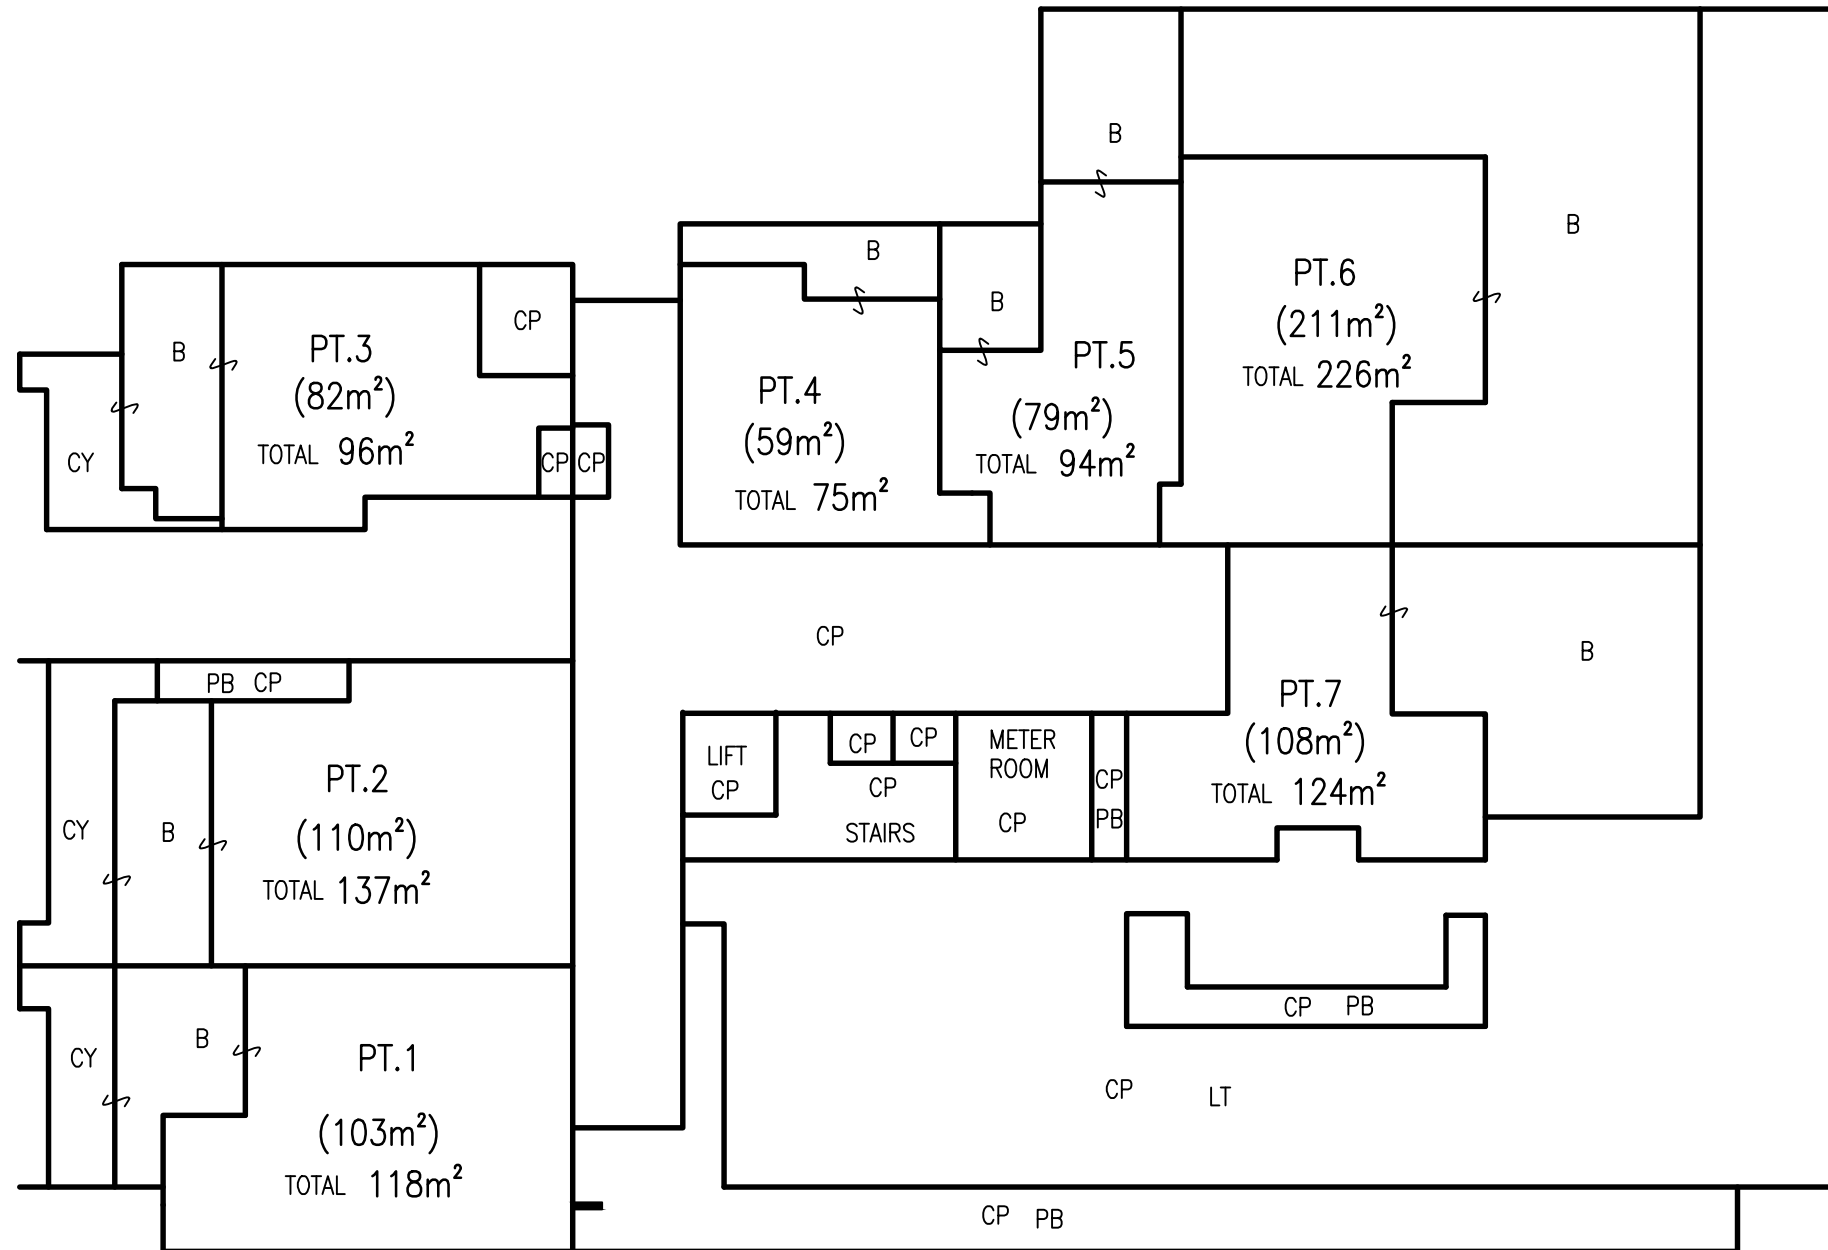 B
B
B
B
PT.6
(211m²)
TOTAL 226m²
B
PT.3
(82m²)
TOTAL 96m²
CP
CY
CP
CP
PT.4
(59m²)
TOTAL 75m²
PT.5
(79m²)
TOTAL 94m²
CP
B
PB CP
PT.2
(110m²)
TOTAL 137m²
CY
B
LIFT
CP
CP
CP
CP
STAIRS
METER
ROOM
CP
CP
PB
PT.7
(108m²)
TOTAL 124m²
CP PB
B
CY
PT.1
(103m²)
TOTAL 118m²
CP LT
CP PB